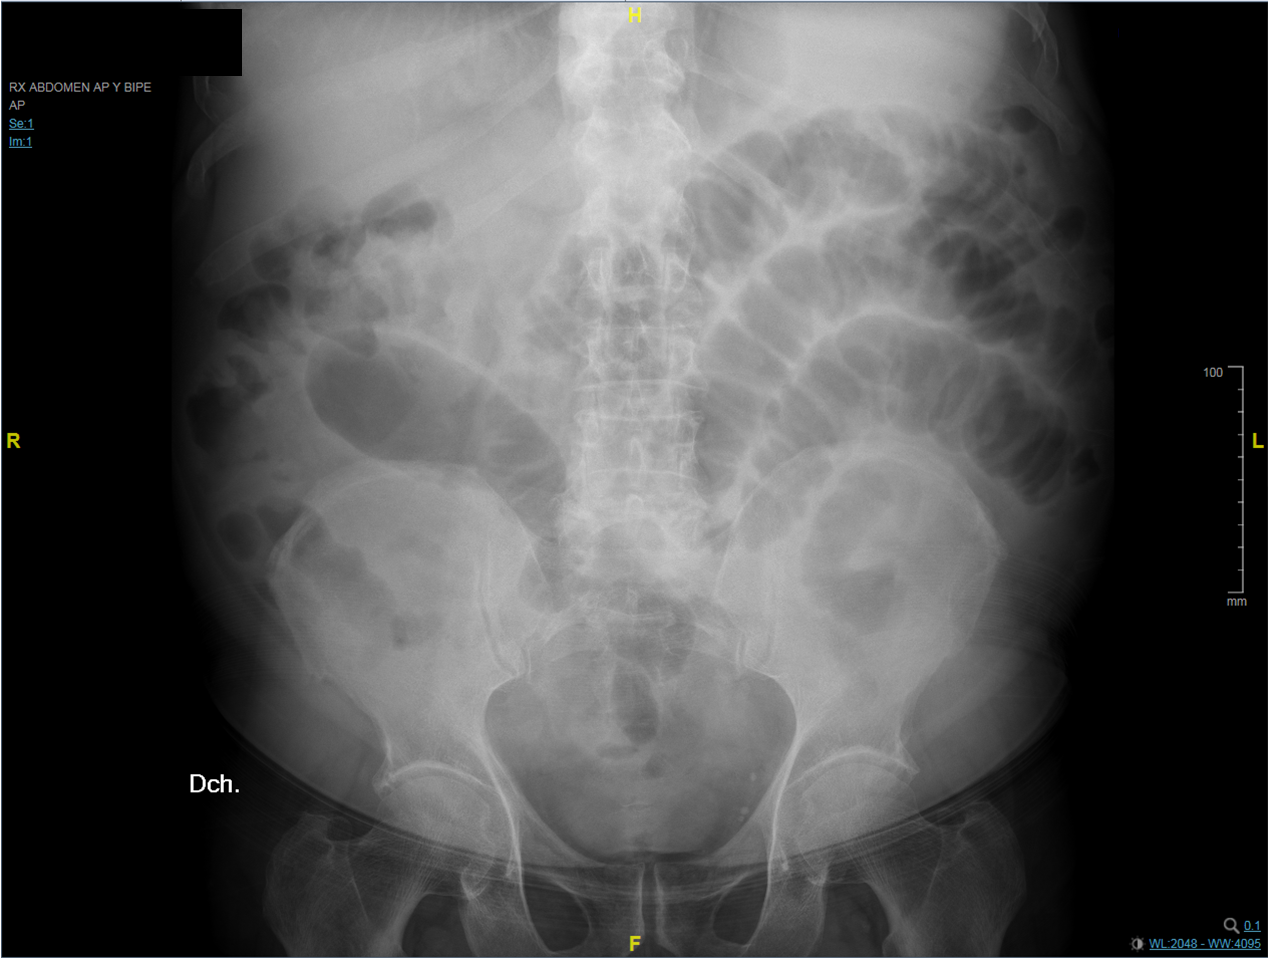 H
RX ABDOMEN AP Y BIPE
AP
Se:1
Im:1
100
R
L
mm
Dch.
0.1
F
WL:2048 - WW:4095